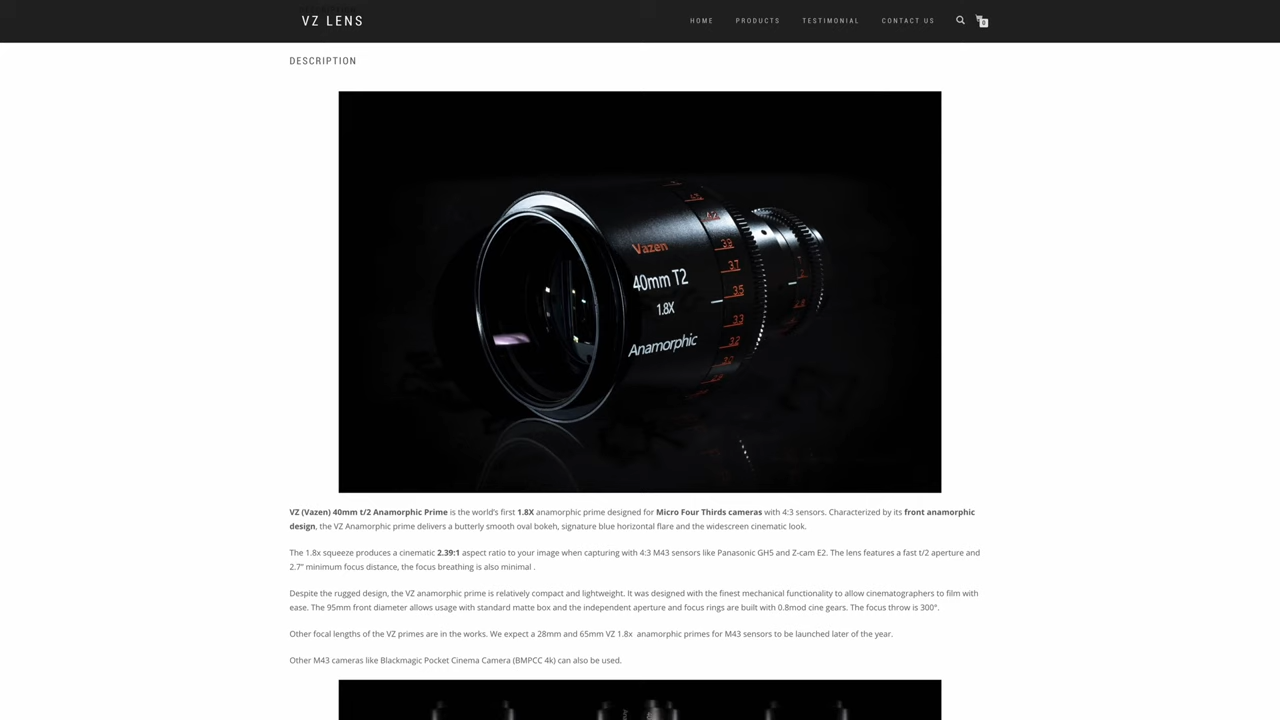 VZ LENS
HOME PRODUCTS TESTIMONIAL CONTACT US 0
DESCRIPTION
Vazen
40mm T2
1.8X
Anamorphic
42
39
37
35
33
32
30
VZ (Vazen) 40mm t/2 Anamorphic Prime is the world's first 1.8X anamorphic prime designed for Micro Four Thirds cameras with 4:3 sensors. Characterized by its front anamorphic
design, the VZ Anamorphic prime delivers a butterly smooth oval bokeh, signature blue horizontal flare and the widescreen cinematic look.
The 1.8x squeeze produces a cinematic 2.39:1 aspect ratio to your image when capturing with 4:3 M43 sensors like Panasonic GH5 and Z-cam E2. The lens features a fast t/2 aperture and
2.7" minimum focus distance, the focus breathing is also minimal .
Despite the rugged design, the VZ anamorphic prime is relatively compact and lightweight. It was designed with the finest mechanical functionality to allow cinematographers to film with
ease. The 95mm front diameter allows usage with standard matte box and the independent aperture and focus rings are built with 0.8mod cine gears. The focus throw is 300°.
Other focal lengths of the VZ primes are in the works. We expect a 28mm and 65mm VZ 1.8x anamorphic primes for M43 sensors to be launched later of the year.
Other M43 cameras like Blackmagic Pocket Cinema Camera (BMPCC 4k) can also be used.